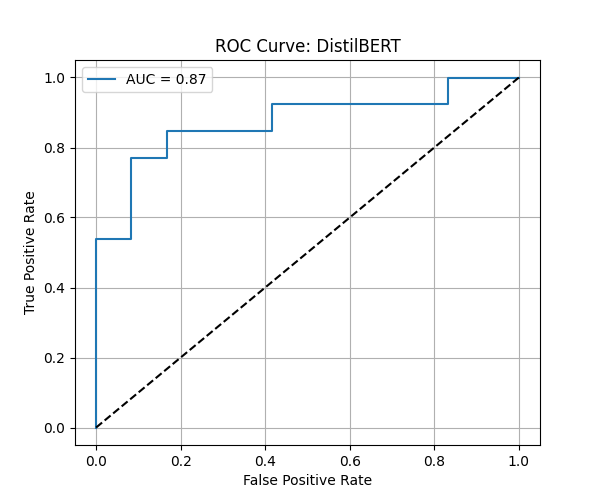 ROC Curve: DistilBERT
AUC = 0.87
True Positive Rate
1.0
0.8
0.6
0.4
0.2
0.0
0.0 0.2 0.4 0.6 0.8 1.0
False Positive Rate